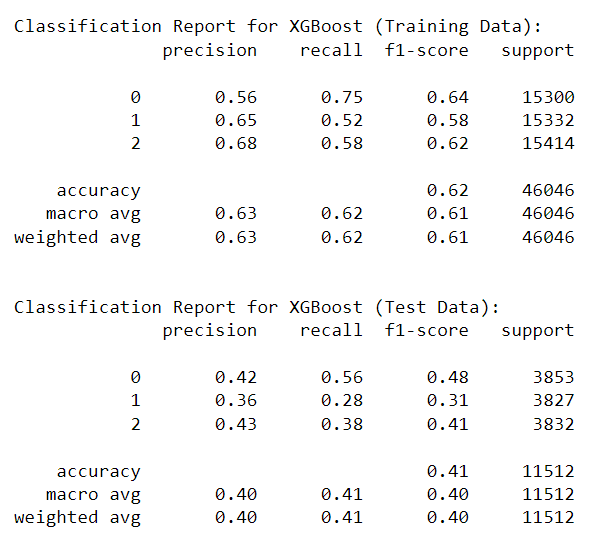 Classification Report for XGBoost (Training Data):
precision recall f1-score support
0 0.56 0.75 0.64 15300
1 0.65 0.52 0.58 15332
2 0.68 0.58 0.62 15414
accuracy 0.62 46046
macro avg 0.63 0.62 0.61 46046
weighted avg 0.63 0.62 0.61 46046
Classification Report for XGBoost (Test Data):
precision recall f1-score support
0 0.42 0.56 0.48 3853
1 0.36 0.28 0.31 3827
2 0.43 0.38 0.41 3832
accuracy 0.41 11512
macro avg 0.40 0.41 0.40 11512
weighted avg 0.40 0.41 0.40 11512